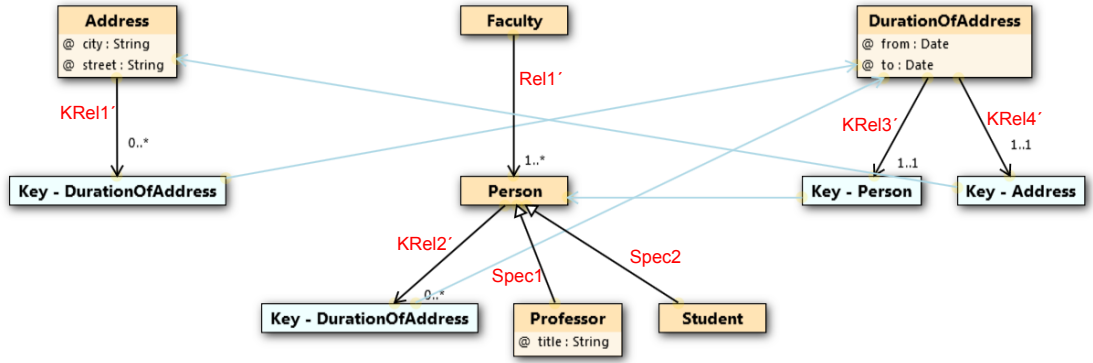 Address
@ city : String
@ street : String
Faculty
DurationOfAddress
@ from : Date
@ to : Date
KRel1´
Rel1´
KRel3´
KRel4´
0..*
1..*
1..1
1..1
Key - DurationOfAddress
Person
Key - Person
Key - Address
KRel2´
Spec1
Spec2
0..*
Key - DurationOfAddress
Professor
@ title : String
Student